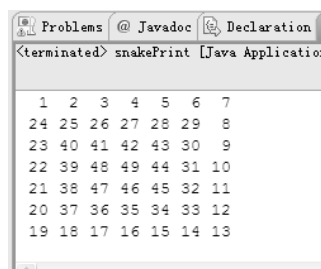 Problems @ Javadoc Declaration
<terminated> snakePrint [Java Applicatio
1 2 3 4 5 6 7
24 25 26 27 28 29 8
23 40 41 42 43 30 9
22 39 48 49 44 31 10
21 38 47 46 45 32 11
20 37 36 35 34 33 12
19 18 17 16 15 14 13